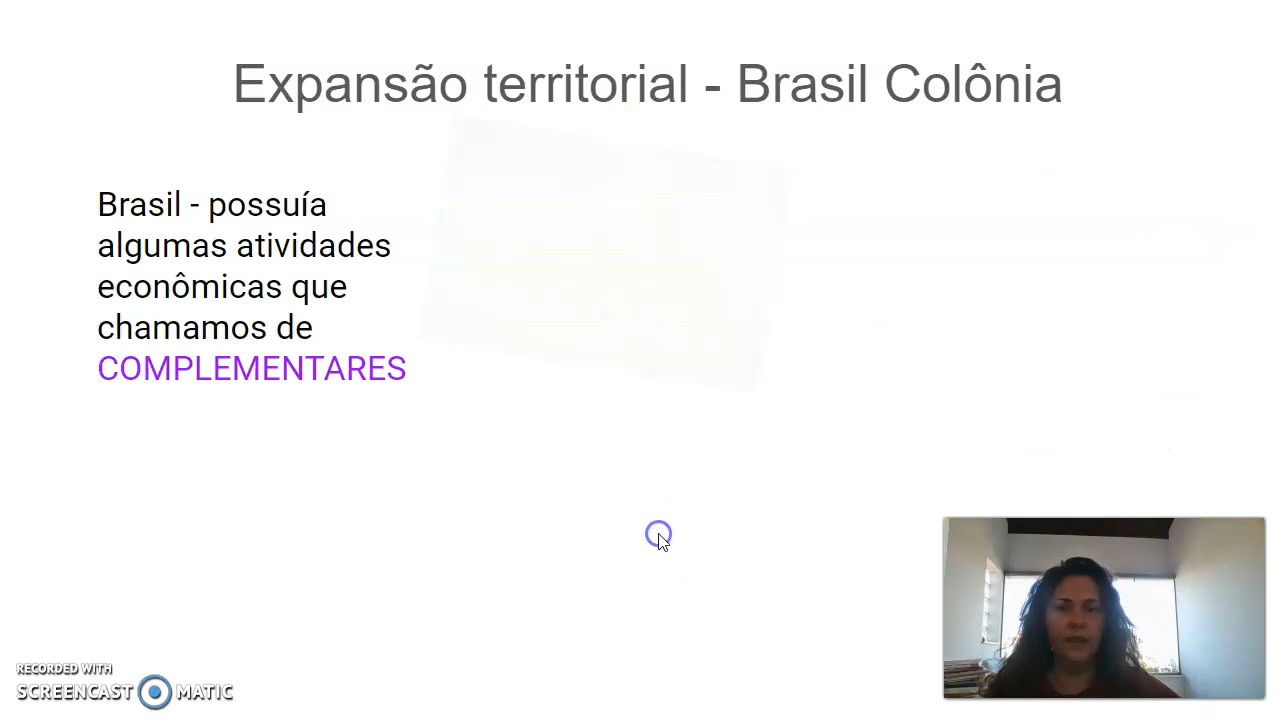 Expansão territorial - Brasil Colônia
Brasil - possuía
algumas atividades
econômicas que
chamamos de
COMPLEMENTARES
RECORDED WITH
SCREENCAST MATIC